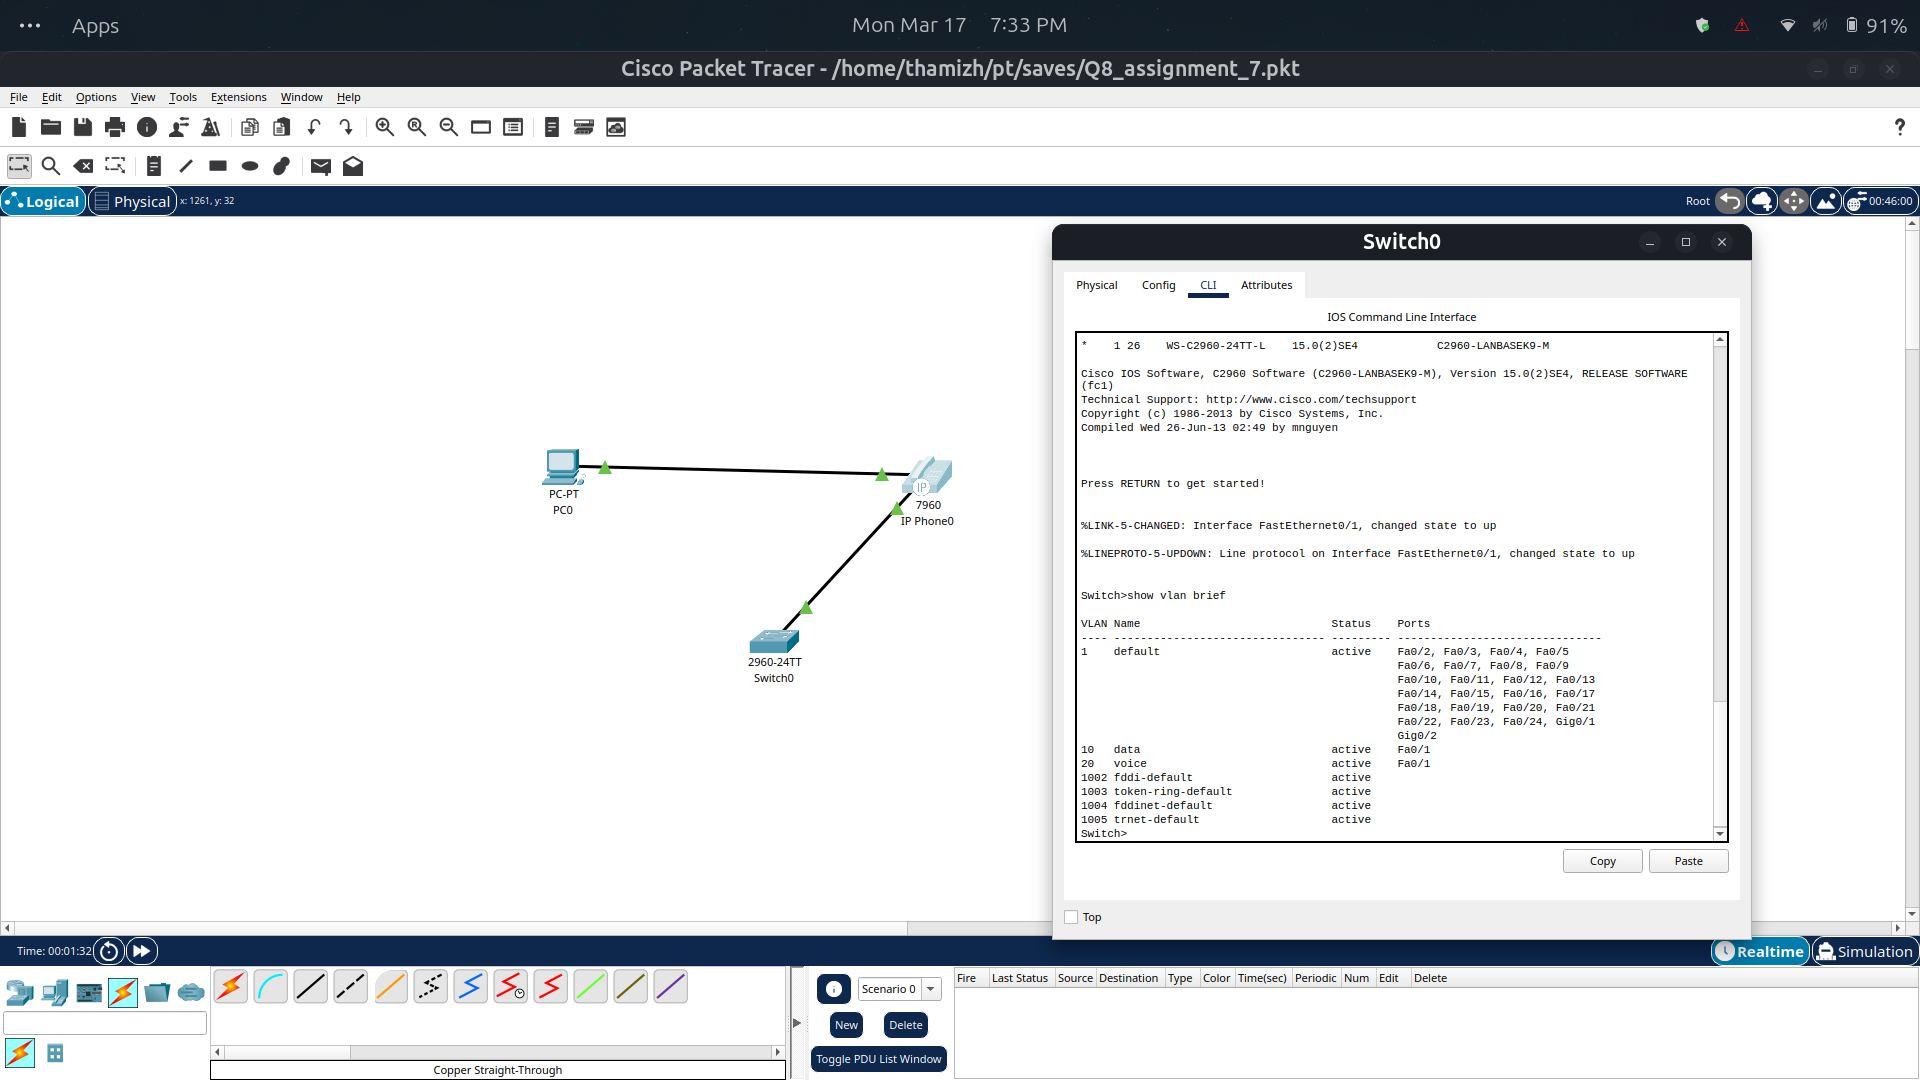 Apps
Mon Mar 17 7:33 PM
91%
Cisco Packet Tracer - /home/thamizh/pt/saves/Q8_assignment_7.pkt
File Edit Options View Tools Extensions Window Help
?
Logical Physical x: 1261, y: 32
Root 00:46:00
Switch0
Physical Config CLI Attributes
IOS Command Line Interface
* 1 26 WS-C2960-24TT-L 15.0(2)SE4 C2960-LANBASEK9-M
Cisco IOS Software, C2960 Software (C2960-LANBASEK9-M), Version 15.0(2)SE4, RELEASE SOFTWARE
(fc1)
Technical Support: http://www.cisco.com/techsupport
Copyright (c) 1986-2013 by Cisco Systems, Inc.
Compiled Wed 26-Jun-13 02:49 by mnguyen
Press RETURN to get started!
%LINK-5-CHANGED: Interface FastEthernet0/1, changed state to up
%LINEPROTO-5-UPDOWN: Line protocol on Interface FastEthernet0/1, changed state to up
Switch>show vlan brief
VLAN Name Status Ports
---- -------------------------------- --------- -------------------------------
1 default active Fa0/2, Fa0/3, Fa0/4, Fa0/5
Fa0/6, Fa0/7, Fa0/8, Fa0/9
Fa0/10, Fa0/11, Fa0/12, Fa0/13
Fa0/14, Fa0/15, Fa0/16, Fa0/17
Fa0/18, Fa0/19, Fa0/20, Fa0/21
Fa0/22, Fa0/23, Fa0/24, Gig0/1
Gig0/2
10 data active Fa0/1
20 voice active Fa0/1
1002 fddi-default active
1003 token-ring-default active
1004 fddinet-default active
1005 trnet-default active
Switch>
Copy Paste
Top
PC-PT
PC0
IP
7960
IP Phone0
2960-24TT
Switch0
Time: 00:01:32
Realtime Simulation
Scenario 0
New Delete
Toggle PDU List Window
Fire Last Status Source Destination Type Color Time(sec) Periodic Num Edit Delete
Copper Straight-Through